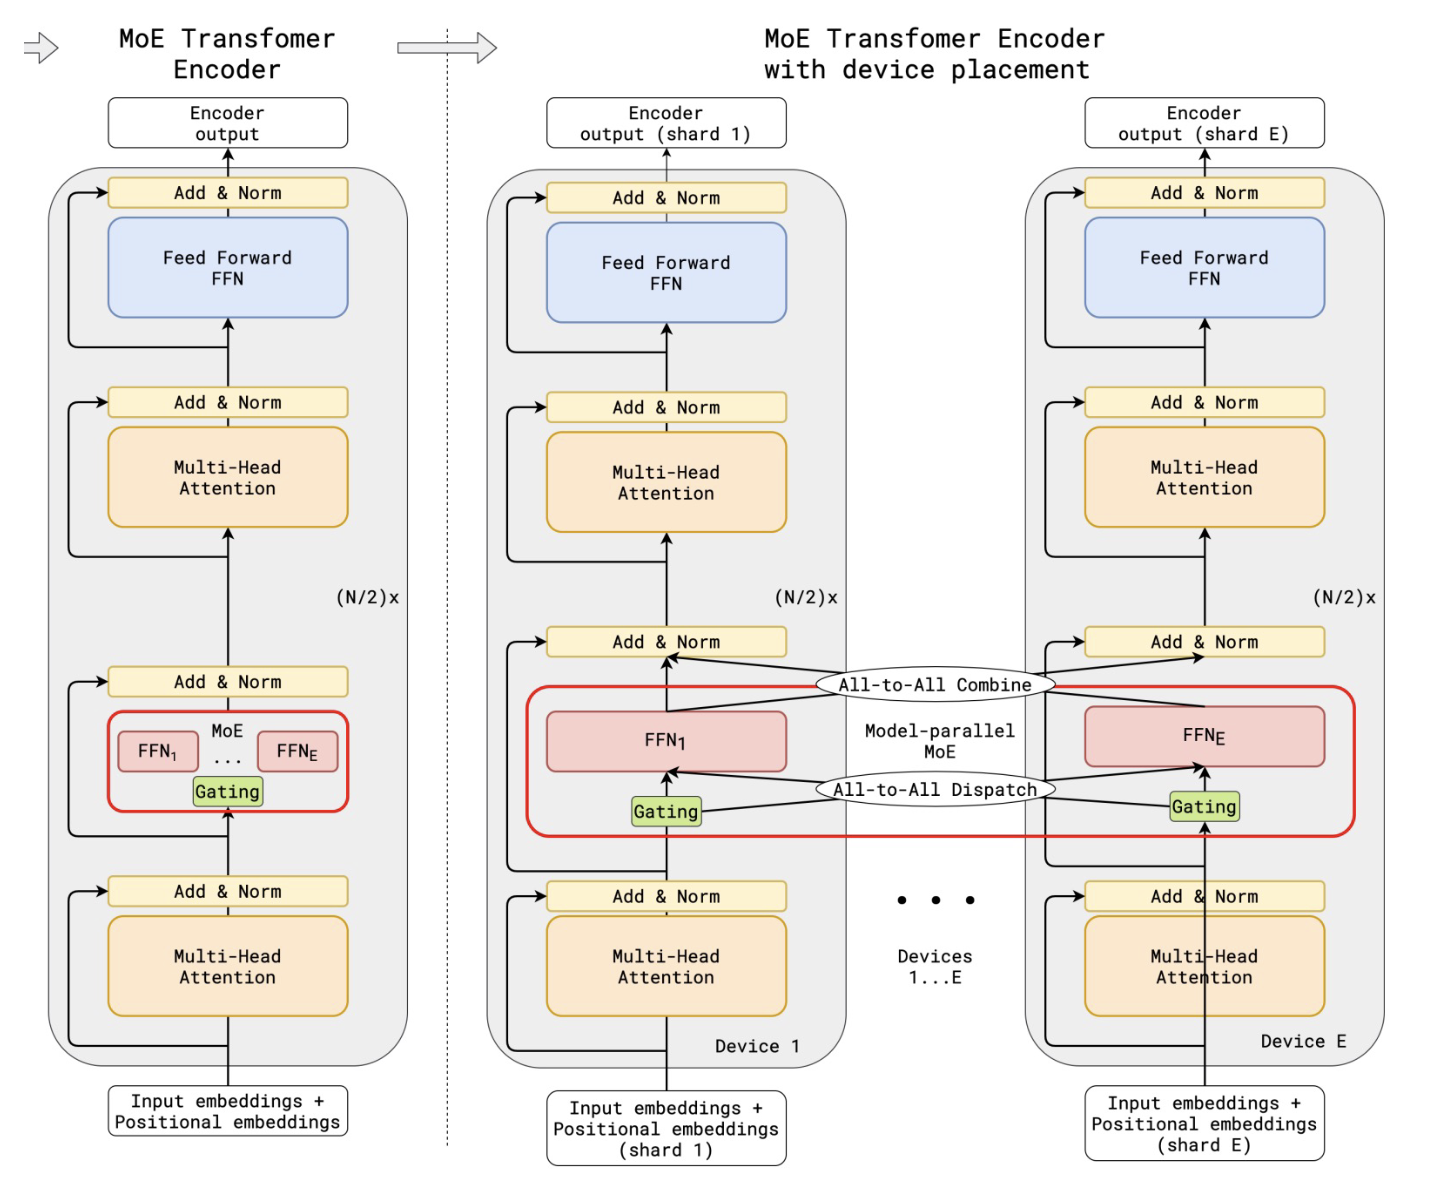 MoE Transfomer
Encoder
Encoder
output
Add & Norm
Feed Forward
FFN
Add & Norm
Multi-Head
Attention
(N/2)x
Add & Norm
MoE
FFN1
...
FFNE
Gating
Add & Norm
Multi-Head
Attention
Input embeddings +
Positional embeddings
MoE Transfomer Encoder
with device placement
Encoder
output (shard 1)
Add & Norm
Feed Forward
FFN
Add & Norm
Multi-Head
Attention
(N/2)x
Add & Norm
FFN1
Gating
Add & Norm
Multi-Head
Attention
Device 1
Input embeddings +
Positional embeddings
(shard 1)
All-to-All Combine
Model-parallel
MoE
All-to-All Dispatch
• • •
Devices
1...E
Encoder
output (shard E)
Add & Norm
Feed Forward
FFN
Add & Norm
Multi-Head
Attention
(N/2)x
Add & Norm
FFNE
Gating
Add & Norm
Multi-Head
Attention
Device E
Input embeddings +
Positional embeddings
(shard E)